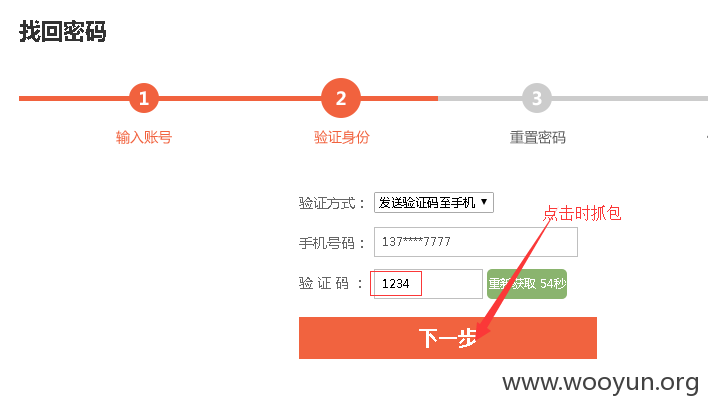 找回密码
1 2 3
输入账号 验证身份 重置密码
验证方式： 发送验证码至手机
点击时抓包
手机号码： 137****7777
验 证 码 ： 1234 重新获取 54秒
下一步
www.wooyun.org